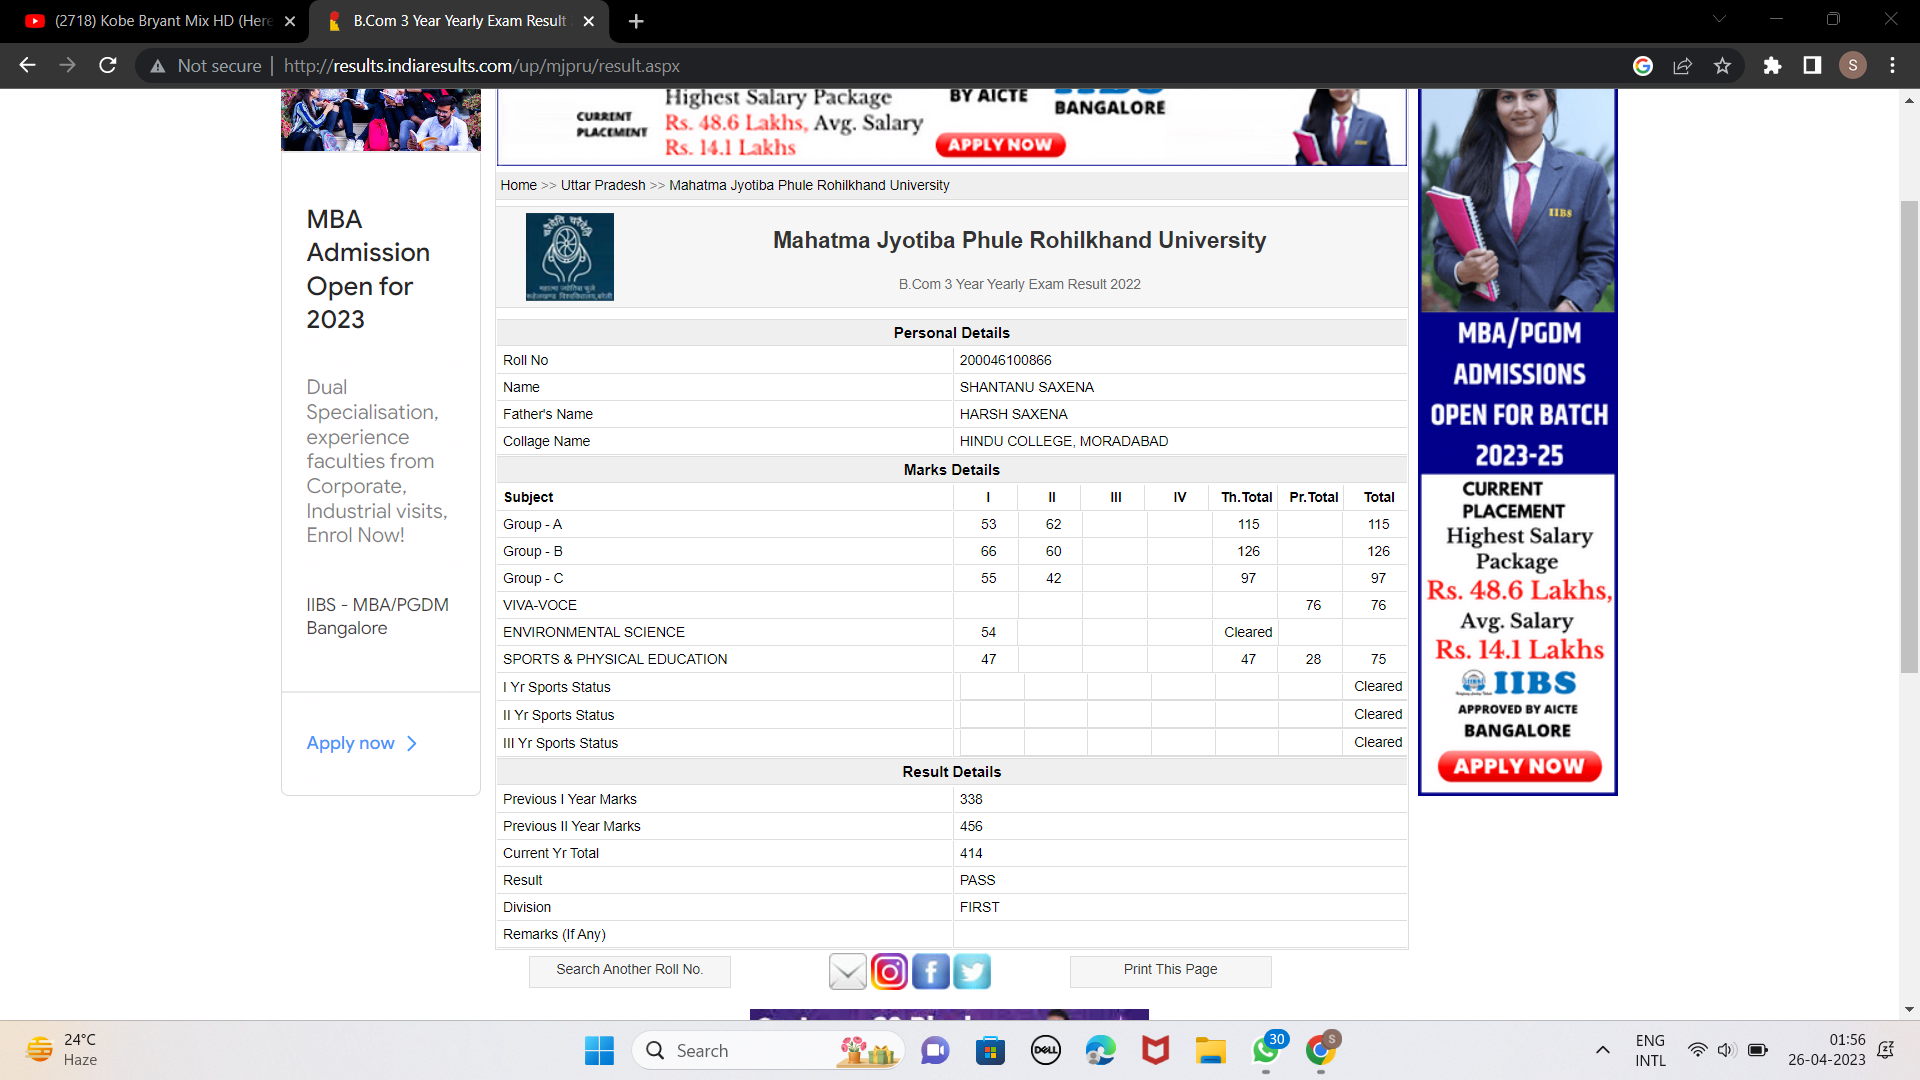 (2718) Kobe Bryant Mix HD (Here
B.Com 3 Year Yearly Exam Result
Not secure | http://results.indiaresults.com/up/mjpru/result.aspx
S
CURRENT
PLACEMENT
Highest Salary Package
Rs. 48.6 Lakhs, Avg. Salary
Rs. 14.1 Lakhs
BY AICTE
BANGALORE
APPLY NOW
Home >> Uttar Pradesh >> Mahatma Jyotiba Phule Rohilkhand University
Mahatma Jyotiba Phule Rohilkhand University
B.Com 3 Year Yearly Exam Result 2022
MBA
Admission
Open for
2023
Dual
Specialisation,
experience
faculties from
Corporate,
Industrial visits,
Enrol Now!
IIBS - MBA/PGDM
Bangalore
Apply now
Personal Details
Roll No 200046100866
Name SHANTANU SAXENA
Father's Name HARSH SAXENA
Collage Name HINDU COLLEGE, MORADABAD
Marks Details
Subject I II III IV Th.Total Pr.Total Total
Group - A 53 62 115 115
Group - B 66 60 126 126
Group - C 55 42 97 97
VIVA-VOCE 76 76
ENVIRONMENTAL SCIENCE 54 Cleared
SPORTS & PHYSICAL EDUCATION 47 47 28 75
I Yr Sports Status Cleared
II Yr Sports Status Cleared
III Yr Sports Status Cleared
Result Details
Previous I Year Marks 338
Previous II Year Marks 456
Current Yr Total 414
Result PASS
Division FIRST
Remarks (If Any)
Search Another Roll No.
Print This Page
IIBS
MBA/PGDM
ADMISSIONS
OPEN FOR BATCH
2023-25
CURRENT
PLACEMENT
Highest Salary
Package
Rs. 48.6 Lakhs,
Avg. Salary
Rs. 14.1 Lakhs
IIBS
APPROVED BY AICTE
BANGALORE
APPLY NOW
24°C
Haze
Search
DELL
30
S
ENG
INTL
01:56
26-04-2023